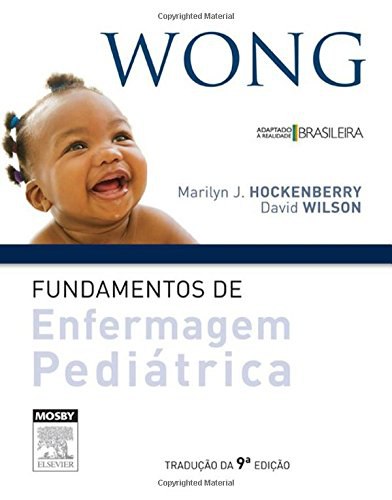 Copyrighted Material
WONG
ADAPTADO
À REALIDADE
BRASILEIRA
Marilyn J. HOCKENBERRY
David WILSON
FUNDAMENTOS DE
Enfermagem
Pediátrica
MOSBY
ELSEVIER
TRADUÇÃO DA 9ª EDIÇÃO
Copyrighted Material